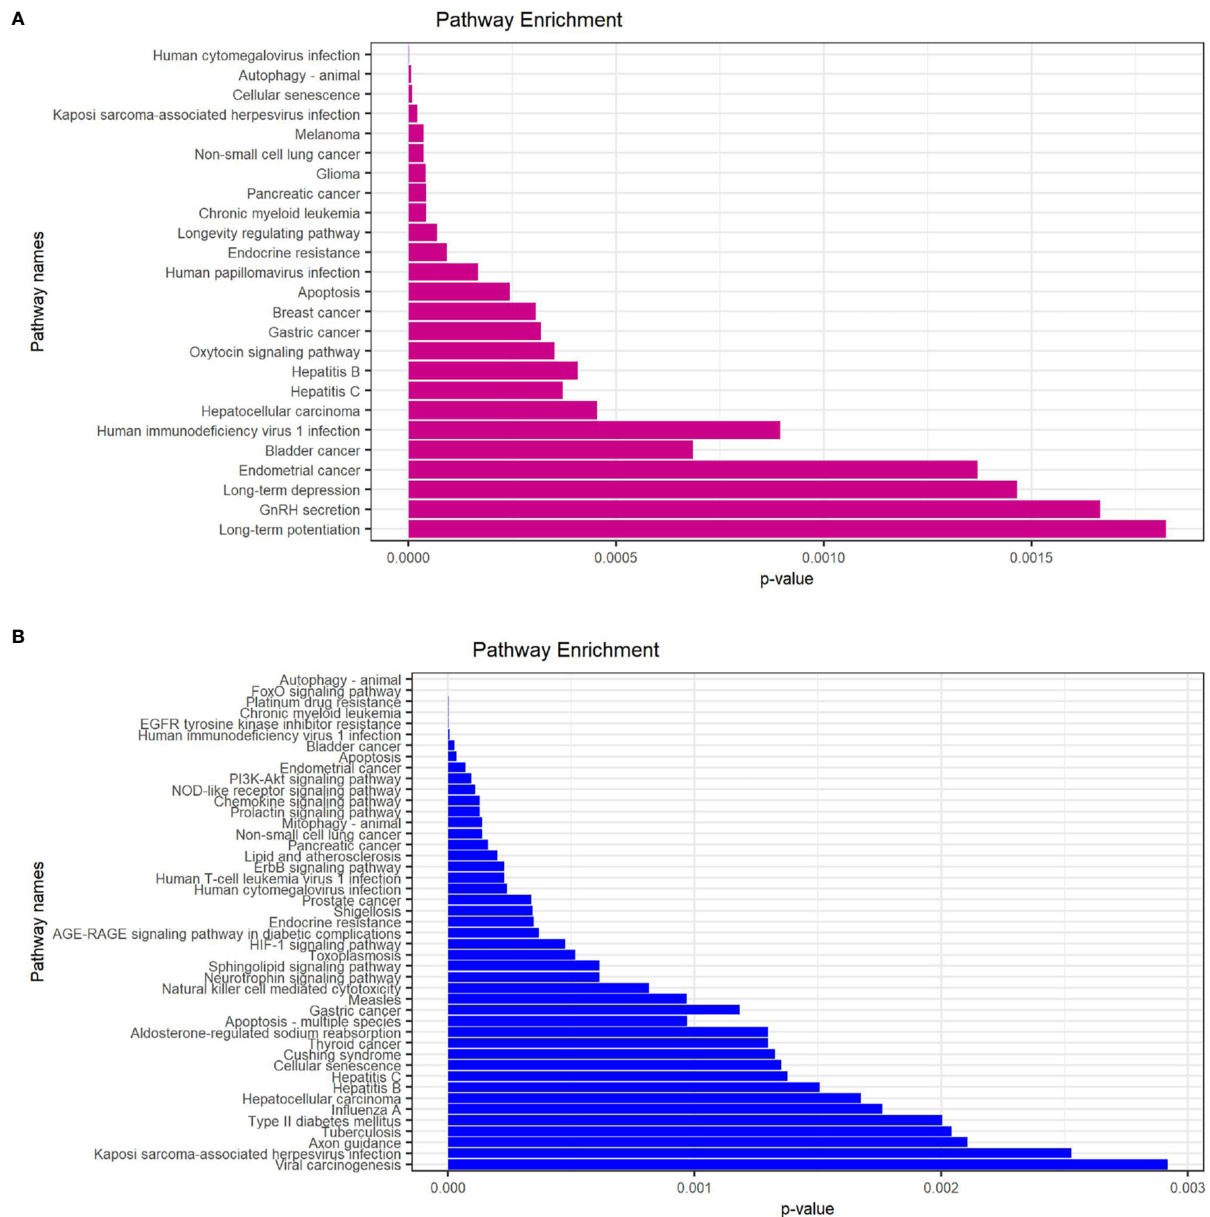 A
Pathway Enrichment
Human cytomegalovirus infection
Autophagy - animal
Cellular senescence
Kaposi sarcoma-associated herpesvirus infection
Melanoma
Non-small cell lung cancer
Glioma
Pancreatic cancer
Chronic myeloid leukemia
Longevity regulating pathway
Endocrine resistance
Human papillomavirus infection
Apoptosis
Breast cancer
Gastric cancer
Oxytocin signaling pathway
Hepatitis B
Hepatitis C
Hepatocellular carcinoma
Human immunodeficiency virus 1 infection
Bladder cancer
Endometrial cancer
Long-term depression
GnRH secretion
Long-term potentiation
Pathway names
0.0000 0.0005 0.0010 0.0015
p-value
B
Pathway Enrichment
Autophagy - animal
FoxO signaling pathway
Platinum drug resistance
Chronic myeloid leukemia
EGFR tyrosine kinase inhibitor resistance
Human immunodeficiency virus 1 infection
Bladder cancer
Apoptosis
Endometrial cancer
PI3K-Akt signaling pathway
NOD-like receptor signaling pathway
Chemokine signaling pathway
Prolactin signaling pathway
Mitophagy - animal
Non-small cell lung cancer
Pancreatic cancer
Lipid and atherosclerosis
ErbB signaling pathway
Human T-cell leukemia virus 1 infection
Human cytomegalovirus infection
Prostate cancer
Shigellosis
Endocrine resistance
AGE-RAGE signaling pathway in diabetic complications
HIF-1 signaling pathway
Toxoplasmosis
Sphingolipid signaling pathway
Neurotrophin signaling pathway
Natural killer cell mediated cytotoxicity
Measles
Gastric cancer
Apoptosis - multiple species
Aldosterone-regulated sodium reabsorption
Thyroid cancer
Cushing syndrome
Cellular senescence
Hepatitis C
Hepatitis B
Hepatocellular carcinoma
Influenza A
Type II diabetes mellitus
Tuberculosis
Axon guidance
Kaposi sarcoma-associated herpesvirus infection
Viral carcinogenesis
Pathway names
0.000 0.001 0.002 0.003
p-value